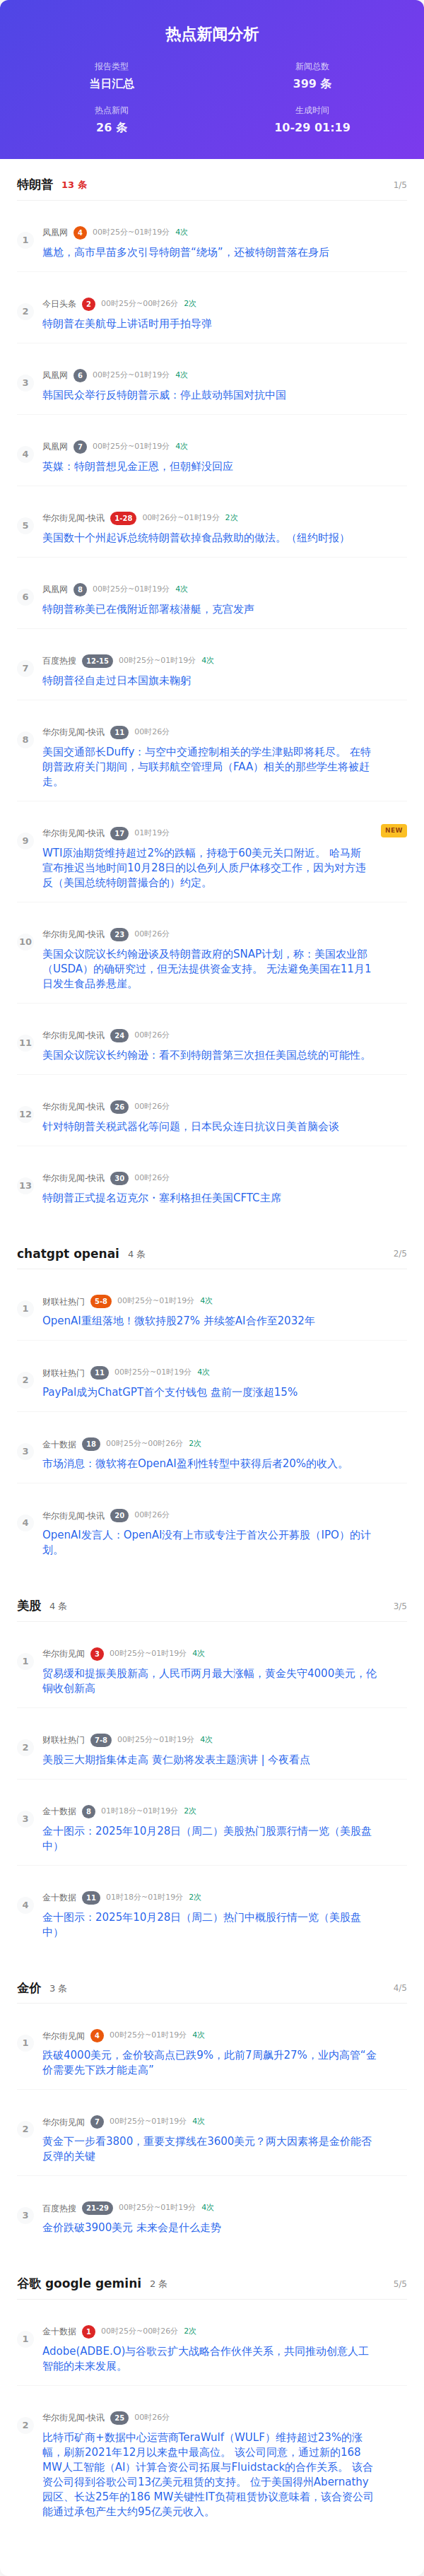 热点新闻分析
报告类型
当日汇总
新闻总数
399 条
热点新闻
26 条
生成时间
10-29 01:19
特朗普 13 条 1/5
1
凤凰网 4 00时25分~01时19分 4次
尴尬，高市早苗多次引导特朗普“绕场”，还被特朗普落在身后
2
今日头条 2 00时25分~00时26分 2次
特朗普在美航母上讲话时用手拍导弹
3
凤凰网 6 00时25分~01时19分 4次
韩国民众举行反特朗普示威：停止鼓动韩国对抗中国
4
凤凰网 7 00时25分~01时19分 4次
英媒：特朗普想见金正恩，但朝鲜没回应
5
华尔街见闻-快讯 1-28 00时26分~01时19分 2次
美国数十个州起诉总统特朗普砍掉食品救助的做法。（纽约时报）
6
凤凰网 8 00时25分~01时19分 4次
特朗普称美已在俄附近部署核潜艇，克宫发声
7
百度热搜 12-15 00时25分~01时19分 4次
特朗普径自走过日本国旗未鞠躬
8
华尔街见闻-快讯 11 00时26分
美国交通部长Duffy：与空中交通控制相关的学生津贴即将耗尽。 在特
朗普政府关门期间，与联邦航空管理局（FAA）相关的那些学生将被赶
走。
9
华尔街见闻-快讯 17 01时19分 NEW
WTI原油期货维持超过2%的跌幅，持稳于60美元关口附近。 哈马斯
宣布推迟当地时间10月28日的以色列人质尸体移交工作，因为对方违
反（美国总统特朗普撮合的）约定。
10
华尔街见闻-快讯 23 00时26分
美国众议院议长约翰逊谈及特朗普政府的SNAP计划，称：美国农业部
（USDA）的确研究过，但无法提供资金支持。 无法避免美国在11月1
日发生食品券悬崖。
11
华尔街见闻-快讯 24 00时26分
美国众议院议长约翰逊：看不到特朗普第三次担任美国总统的可能性。
12
华尔街见闻-快讯 26 00时26分
针对特朗普关税武器化等问题，日本民众连日抗议日美首脑会谈
13
华尔街见闻-快讯 30 00时26分
特朗普正式提名迈克尔·塞利格担任美国CFTC主席
chatgpt openai 4 条 2/5
1
财联社热门 5-8 00时25分~01时19分 4次
OpenAI重组落地！微软持股27% 并续签AI合作至2032年
2
财联社热门 11 00时25分~01时19分 4次
PayPal成为ChatGPT首个支付钱包 盘前一度涨超15%
3
金十数据 18 00时25分~00时26分 2次
市场消息：微软将在OpenAI盈利性转型中获得后者20%的收入。
4
华尔街见闻-快讯 20 00时26分
OpenAI发言人：OpenAI没有上市或专注于首次公开募股（IPO）的计
划。
美股 4 条 3/5
1
华尔街见闻 3 00时25分~01时19分 4次
贸易缓和提振美股新高，人民币两月最大涨幅，黄金失守4000美元，伦
铜收创新高
2
财联社热门 7-8 00时25分~01时19分 4次
美股三大期指集体走高 黄仁勋将发表主题演讲 | 今夜看点
3
金十数据 8 01时18分~01时19分 2次
金十图示：2025年10月28日（周二）美股热门股票行情一览（美股盘
中）
4
金十数据 11 01时18分~01时19分 2次
金十图示：2025年10月28日（周二）热门中概股行情一览（美股盘
中）
金价 3 条 4/5
1
华尔街见闻 4 00时25分~01时19分 4次
跌破4000美元，金价较高点已跌9%，此前7周飙升27%，业内高管“金
价需要先下跌才能走高”
2
华尔街见闻 7 00时25分~01时19分 4次
黄金下一步看3800，重要支撑线在3600美元？两大因素将是金价能否
反弹的关键
3
百度热搜 21-29 00时25分~01时19分 4次
金价跌破3900美元 未来会是什么走势
谷歌 google gemini 2 条 5/5
1
金十数据 1 00时25分~00时26分 2次
Adobe(ADBE.O)与谷歌云扩大战略合作伙伴关系，共同推动创意人工
智能的未来发展。
2
华尔街见闻-快讯 25 00时26分
比特币矿商+数据中心运营商TeraWulf（WULF）维持超过23%的涨
幅，刷新2021年12月以来盘中最高位。 该公司同意，通过新的168
MW人工智能（AI）计算合资公司拓展与Fluidstack的合作关系。 该合
资公司得到谷歌公司13亿美元租赁的支持。 位于美国得州Abernathy
园区、长达25年的186 MW关键性IT负荷租赁协议意味着，该合资公司
能通过承包产生大约95亿美元收入。